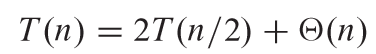 T(n) = 2T(n/2) + Θ(n)